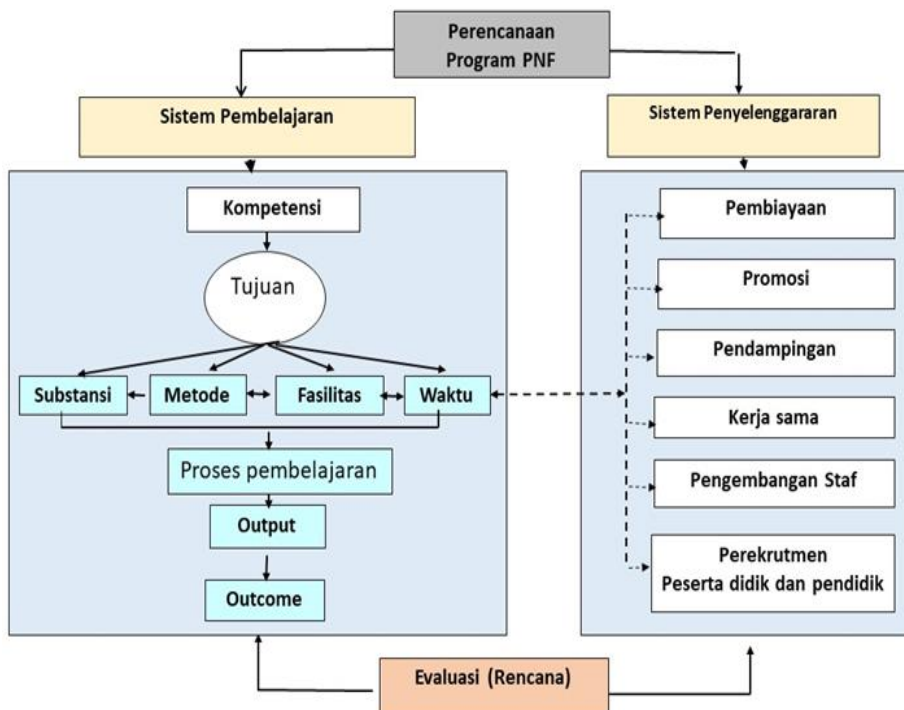 Perencanaan
Program PNF
Sistem Pembelajaran
Sistem Penyelenggararan
Kompetensi
Tujuan
Substansi
Metode
Fasilitas
Waktu
Proses pembelajaran
Output
Outcome
Pembiayaan
Promosi
Pendampingan
Kerja sama
Pengembangan Staf
Perekrutmen
Peserta didik dan pendidik
Evaluasi (Rencana)